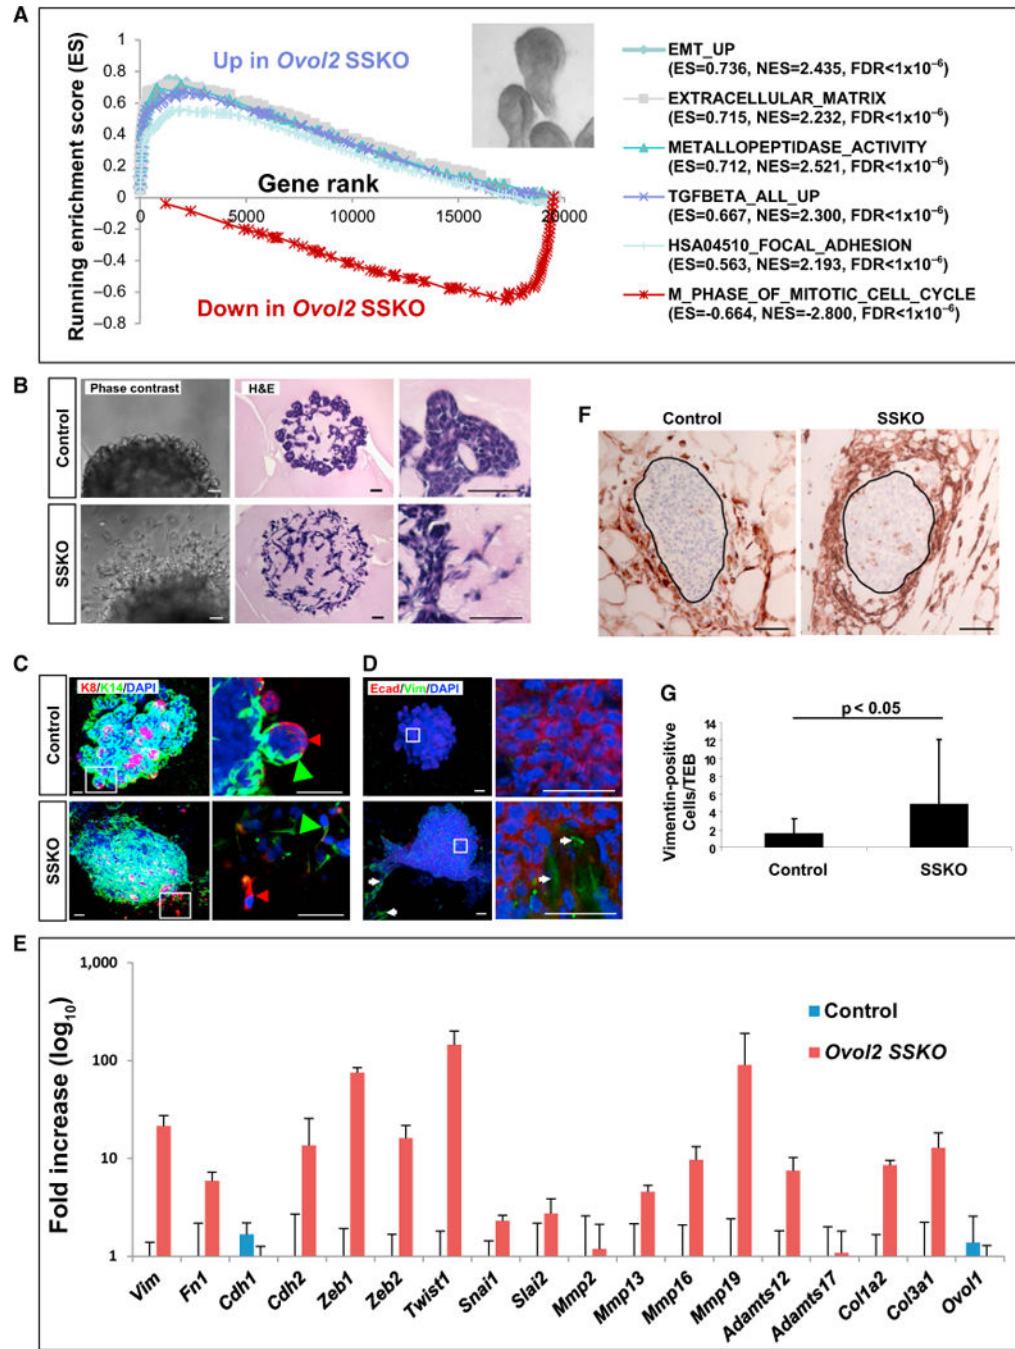 A
Running enrichment score (ES)
1
0.8
0.6
0.4
0.2
0
−0.2
−0.4
−0.6
−0.8
Up in Ovol2 SSKO
Gene rank
0 5000 10000 15000 20000
Down in Ovol2 SSKO
EMT_UP
(ES=0.736, NES=2.435, FDR<1x10⁻⁶)
EXTRACELLULAR_MATRIX
(ES=0.715, NES=2.232, FDR<1x10⁻⁶)
METALLOPEPTIDASE_ACTIVITY
(ES=0.712, NES=2.521, FDR<1x10⁻⁶)
TGFBETA_ALL_UP
(ES=0.667, NES=2.300, FDR<1x10⁻⁶)
HSA04510_FOCAL_ADHESION
(ES=0.563, NES=2.193, FDR<1x10⁻⁶)
M_PHASE_OF_MITOTIC_CELL_CYCLE
(ES=-0.664, NES=-2.800, FDR<1x10⁻⁶)
B
Phase contrast H&E
Control
SSKO
F
Control SSKO
C
K8/K14/DAPI
Control
SSKO
D
Ecad/Vim/DAPI
G
p < 0.05
Vimentin-positive
Cells/TEB
14
12
10
8
6
4
2
0
Control SSKO
E
Fold increase (log₁₀)
1,000
100
10
1
Control
Ovol2 SSKO
Vim Fn1 Cdh1 Cdh2 Zeb1 Zeb2 Twist1 Snai1 Slai2 Mmp2 Mmp13 Mmp16 Mmp19 Adamts12 Adamts17 Col1a2 Col3a1 Ovol1